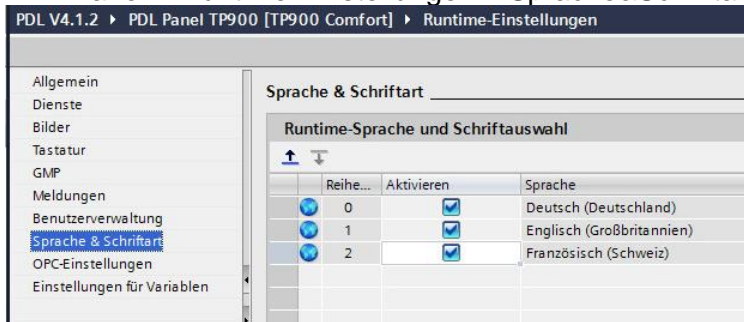 PDL V4.1.2 ▸ PDL Panel TP900 [TP900 Comfort] ▸ Runtime-Einstellungen
Allgemein
Dienste
Bilder
Tastatur
GMP
Meldungen
Benutzerverwaltung
Sprache & Schriftart
OPC-Einstellungen
Einstellungen für Variablen
Sprache & Schriftart
Runtime-Sprache und Schriftauswahl
Reihe... Aktivieren Sprache
0 Deutsch (Deutschland)
1 Englisch (Großbritannien)
2 Französisch (Schweiz)